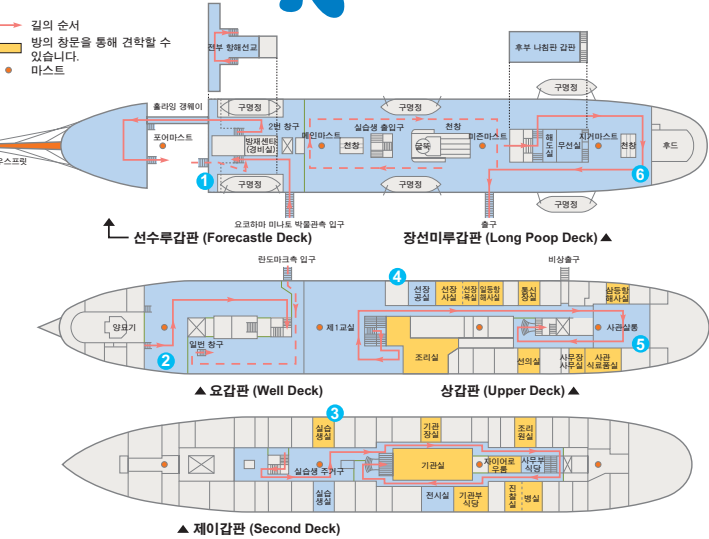 길의 순서
방의 창문을 통해 견학할 수
있습니다.
마스트
전부 항해선교
후부 나침판 갑판
홀라잉 갱웨이
구명정
구명정
구명정
2번 창구
실습생 출입구
천창
포어마스트
방재센타
(경비실)
메인마스트
천창
굴뚝
미즌마스트
해도실
무선실
지거마스트
천창
후드
우스프릿
1
구명정
구명정
구명정
6
요코하마 미나토 박물관측 입구
출구
선수루갑판 (Forecastle Deck)
장선미루갑판 (Long Poop Deck) ▲
란도마크측 입구
비상출구
4
선장
공실
선장
사실
선장
욕실
일등항
해사실
통신
장실
삼등항
해사실
양묘기
제1교실
사관살롱
일번 창구
2
조리실
선의실
사무장
사무실
사관
식료품실
5
▲ 요갑판 (Well Deck)
상갑판 (Upper Deck) ▲
3
실습
생실
기관
장실
조리
원실
실습생 주거구
기관실
자이어로
우룸
사무부
식당
실습
생실
전시실
기관부
식당
진찰실
병실
▲ 제이갑판 (Second Deck)